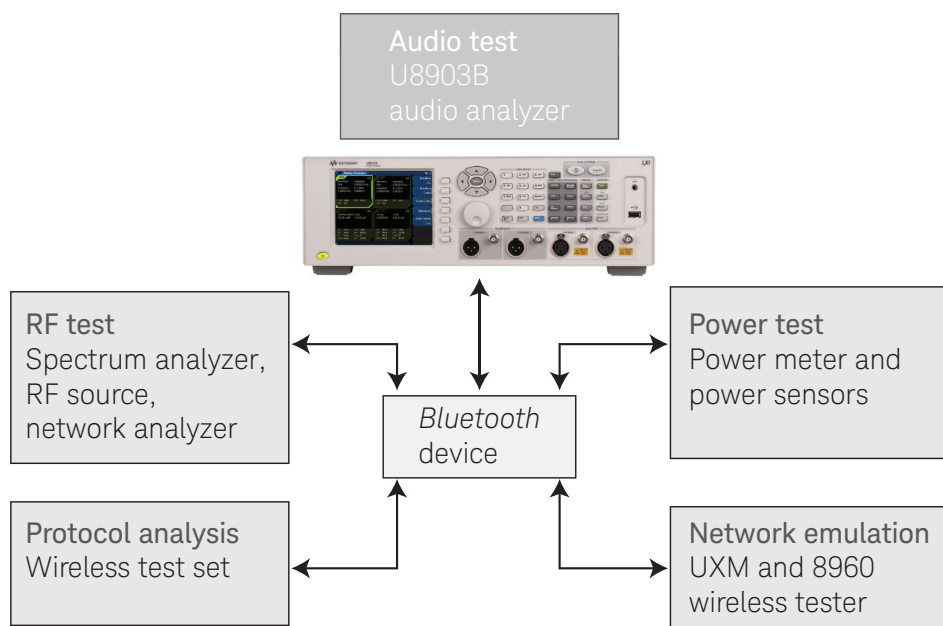 Audio test
U8903B
audio analyzer
KEYSIGHT
RF test
Spectrum analyzer,
RF source,
network analyzer
Power test
Power meter and
power sensors
Bluetooth
device
Protocol analysis
Wireless test set
Network emulation
UXM and 8960
wireless tester